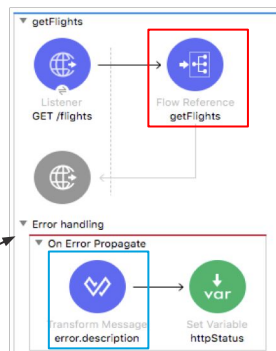 getFlights
Listener
GET /flights
Flow Reference
getFlights
Error handling
On Error Propagate
Transform Message
error.description
var
Set Variable
httpStatus